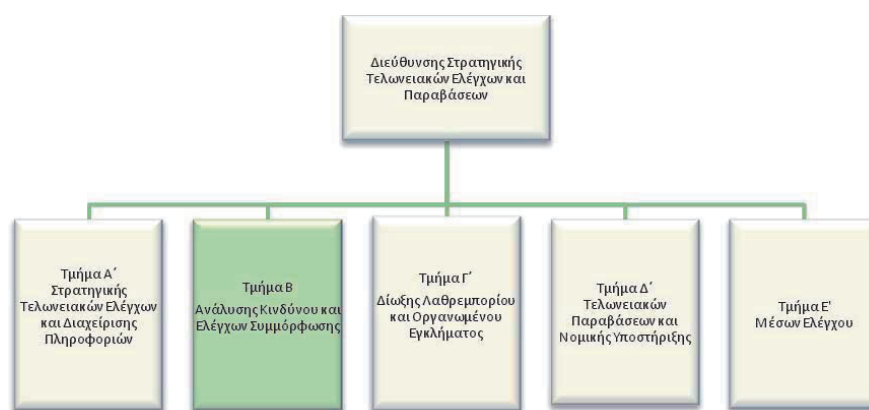 Διεύθυνσης Στρατηγικής
Τελωνειακών Ελέγχων και
Παραβάσεων
Τμήμα Α΄
Στρατηγικής
Τελωνειακών Ελέγχων
και Διαχείρισης
Πληροφοριών
Τμήμα Β
Ανάλυσης Κινδύνου και
Ελέγχων Συμμόρφωσης
Τμήμα Γ΄
Δίωξης Λαθρεμπορίου
και Οργανωμένου
Εγκλήματος
Τμήμα Δ΄
Τελωνειακών
Παραβάσεων και
Νομικής Υποστήριξης
Τμήμα Ε'
Μέσων Ελέγχου